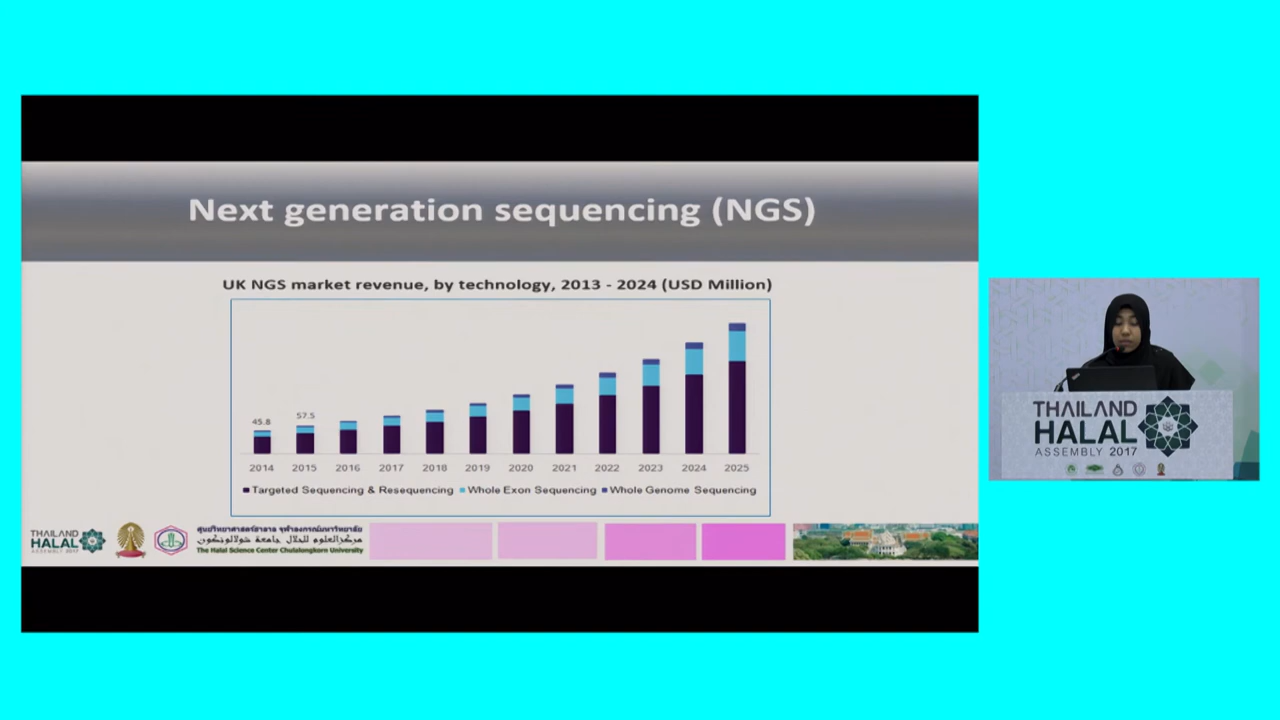 Next generation sequencing (NGS)
UK NGS market revenue, by technology, 2013 - 2024 (USD Million)
45.8
57.5
2014 2015 2016 2017 2018 2019 2020 2021 2022 2023 2024 2025
Targeted Sequencing & Resequencing Whole Exon Sequencing Whole Genome Sequencing
THAILAND
HALAL
ASSEMBLY 2017
ศูนย์วิทยาศาสตร์ฮาลาล จุฬาลงกรณ์มหาวิทยาลัย
مركز العلوم للحلال جامعة شولالونكون
The Halal Science Center Chulalongkorn University
THAILAND
HALAL
ASSEMBLY 2017